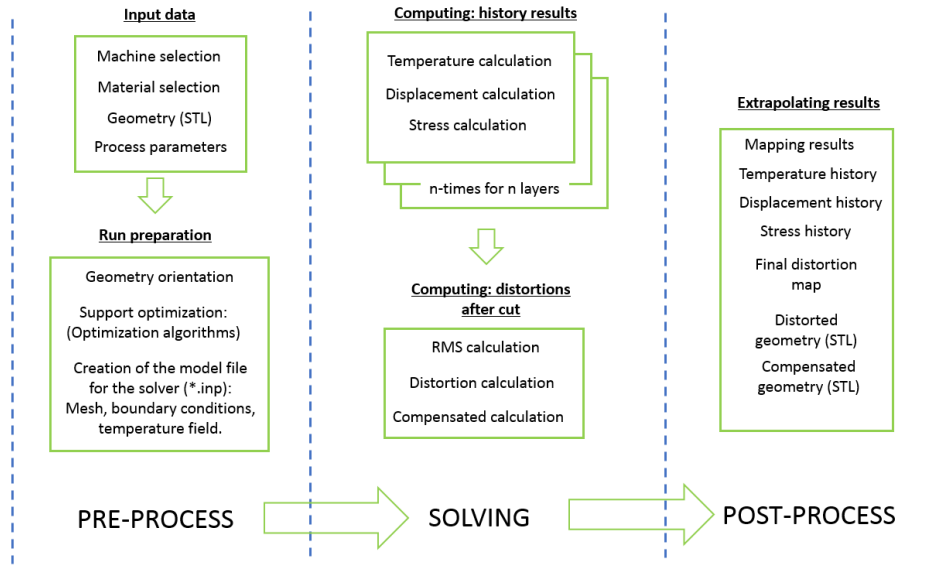 Input data
Machine selection
Material selection
Geometry (STL)
Process parameters
Run preparation
Geometry orientation
Support optimization:
(Optimization algorithms)
Creation of the model file
for the solver (*.inp):
Mesh, boundary conditions,
temperature field.
Computing: history results
Temperature calculation
Displacement calculation
Stress calculation
n-times for n layers
Computing: distortions
after cut
RMS calculation
Distortion calculation
Compensated calculation
Extrapolating results
Mapping results
Temperature history
Displacement history
Stress history
Final distortion
map
Distorted
geometry (STL)
Compensated
geometry (STL)
PRE-PROCESS
SOLVING
POST-PROCESS